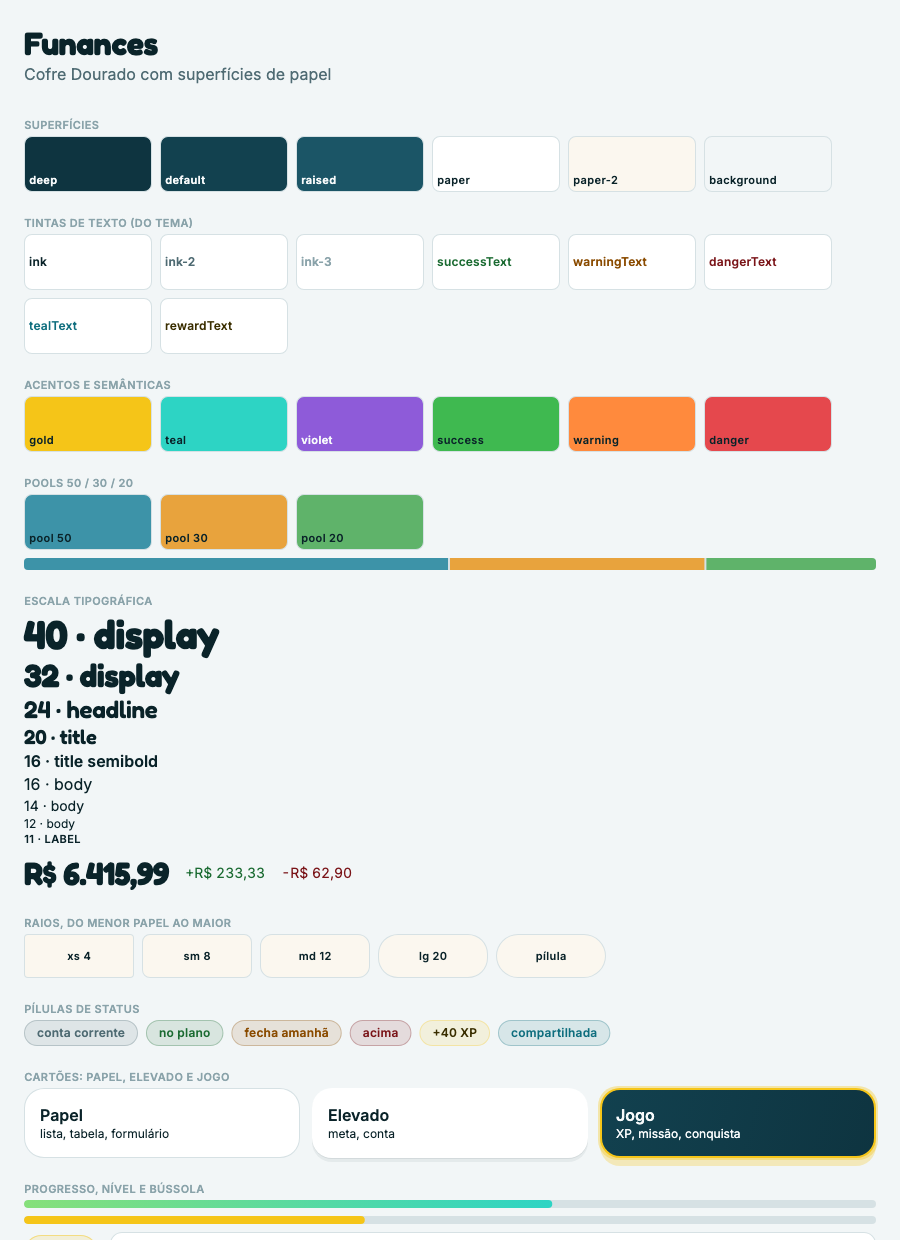 Funances
Cofre Dourado com superfícies de papel
SUPERFÍCIES
deep default raised paper paper-2 background
TINTAS DE TEXTO (DO TEMA)
ink ink-2 ink-3 successText warningText dangerText
tealText rewardText
ACENTOS E SEMÂNTICAS
gold teal violet success warning danger
POOLS 50 / 30 / 20
pool 50 pool 30 pool 20
ESCALA TIPOGRÁFICA
40 · display
32 · display
24 · headline
20 · title
16 · title semibold
16 · body
14 · body
12 · body
11 · LABEL
R$ 6.415,99 +R$ 233,33 -R$ 62,90
RAIOS, DO MENOR PAPEL AO MAIOR
xs 4 sm 8 md 12 lg 20 pílula
PÍLULAS DE STATUS
conta corrente no plano fecha amanhã acima +40 XP compartilhada
CARTÕES: PAPEL, ELEVADO E JOGO
Papel Elevado Jogo
lista, tabela, formulário meta, conta XP, missão, conquista
PROGRESSO, NÍVEL E BÚSSOLA